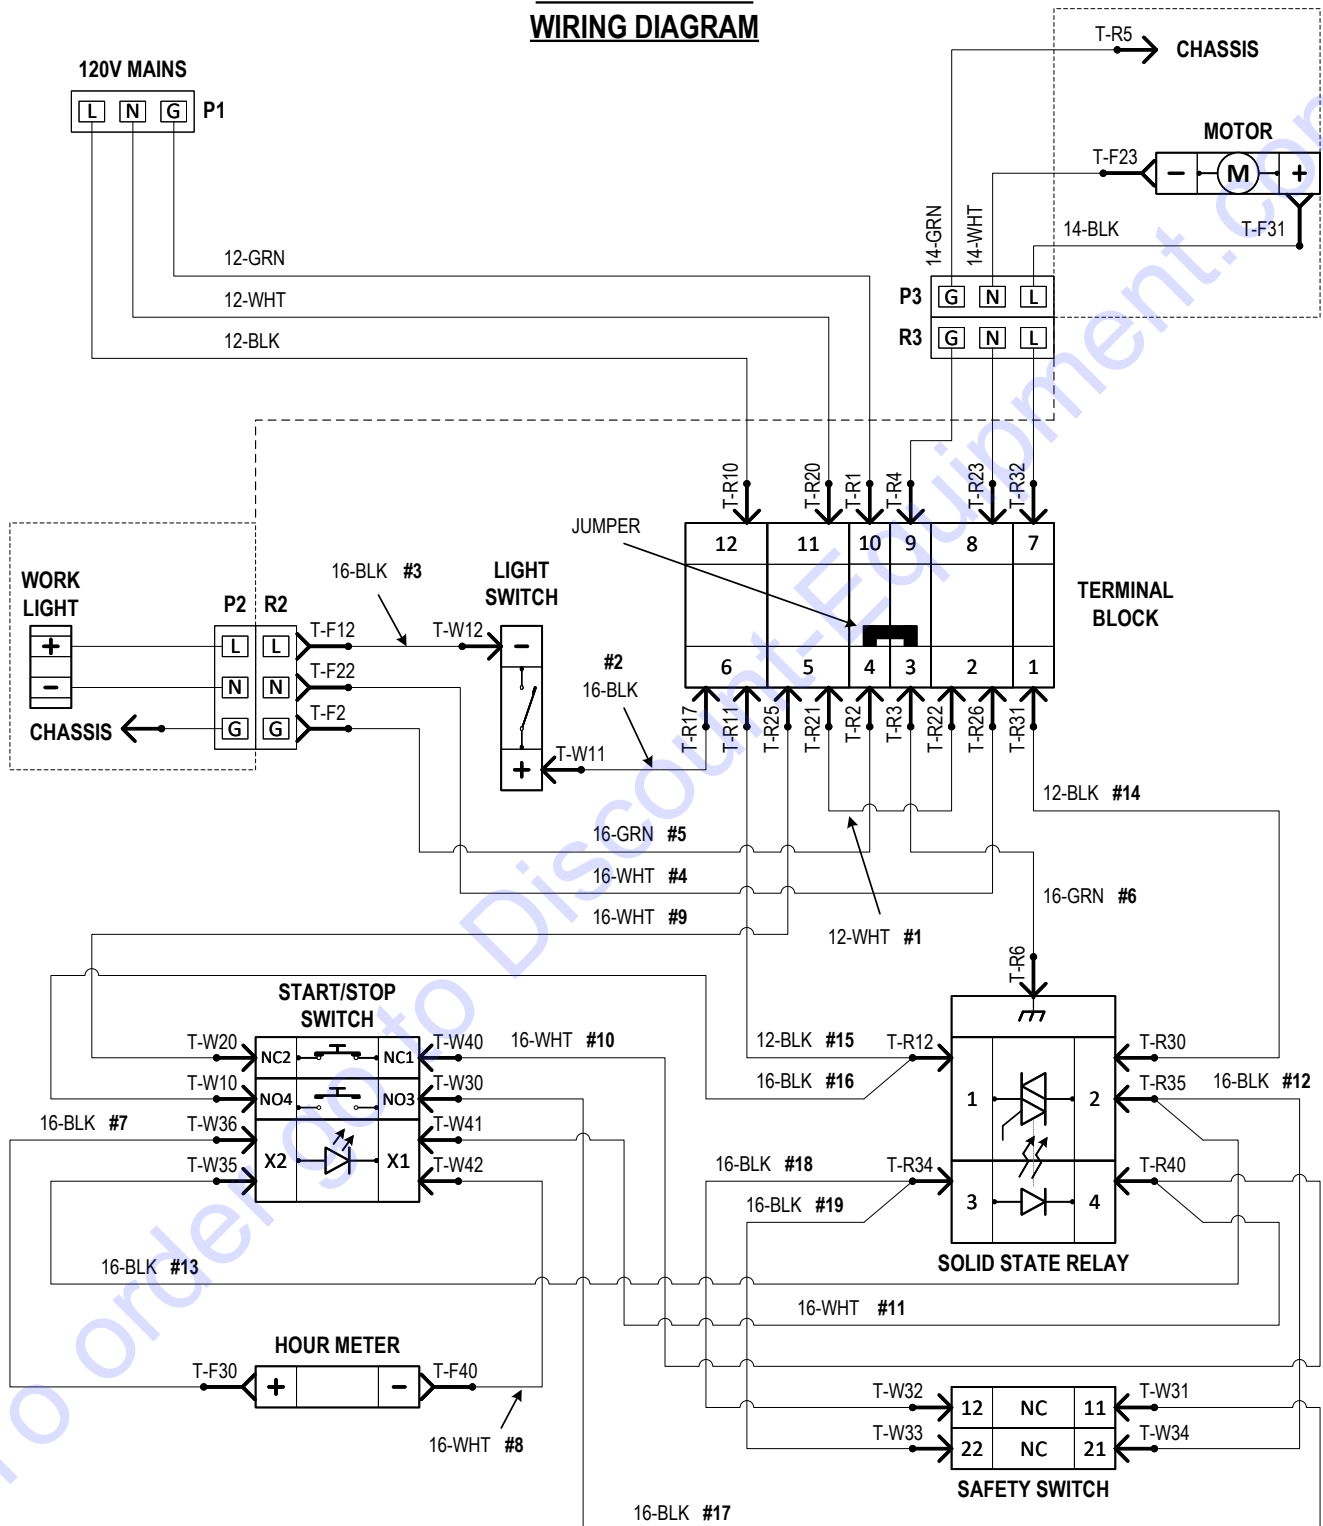 WIRING DIAGRAM
T-R5
CHASSIS
120V MAINS
L N G P1
MOTOR
T-F23
- M +
14-GRN
14-WHT
14-BLK
T-F31
12-GRN
12-WHT
12-BLK
P3 G N L
R3 G N L
T-R10
T-R20
T-R1
T-R4
T-R23
T-R32
JUMPER
12 11 10 9 8 7
TERMINAL
BLOCK
6 5 4 3 2 1
T-R17
T-R11
T-R25
T-R21
T-R2
T-R3
T-R22
T-R26
T-R31
WORK
LIGHT
+
-
CHASSIS
P2 R2
L L
N N
G G
T-F12
T-F22
T-F2
16-BLK #3
LIGHT
SWITCH
T-W12
-
+
T-W11
#2
16-BLK
12-BLK #14
16-GRN #5
16-WHT #4
16-WHT #9
12-WHT #1
16-GRN #6
T-R6
START/STOP
SWITCH
T-W20
NC2 NC1
T-W40
16-WHT #10
T-W10
NO4 NO3
T-W30
16-BLK #7
T-W36
T-W41
X2 X1
T-W35
T-W42
12-BLK #15
16-BLK #16
T-R12
T-R30
T-R35
16-BLK #12
1 2
16-BLK #18
T-R34
16-BLK #19
T-R40
3 4
SOLID STATE RELAY
16-BLK #13
16-WHT #11
HOUR METER
T-F30
+ -
T-F40
16-WHT #8
T-W32
12 NC 11
T-W31
T-W33
22 NC 21
T-W34
SAFETY SWITCH
16-BLK #17
To order go to Discount-Equipment.com